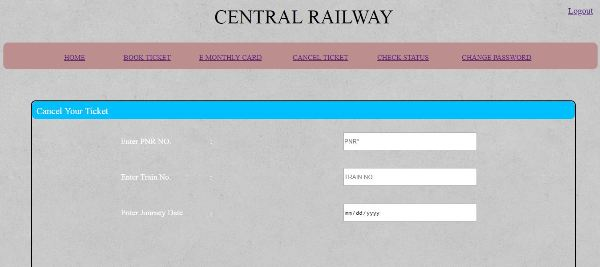 CENTRAL RAILWAY
Logout
HOME BOOK TICKET E MONTHLY CARD CANCEL TICKET CHECK STATUS CHANGE PASSWORD
Cancel Your Ticket
Enter PNR NO. : PNR*
Enter Train No. : TRAIN NO
Enter Journey Date : mm/dd/yyyy